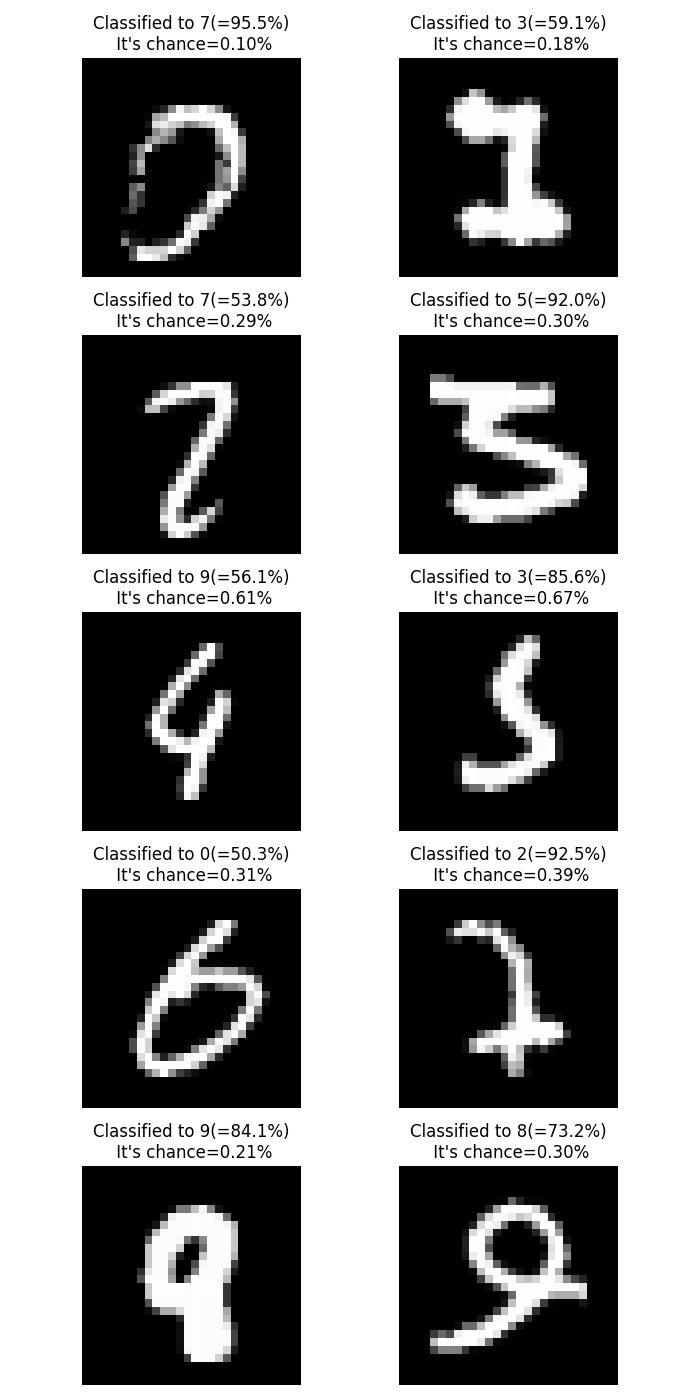 Classified to 7(=95.5%)
It's chance=0.10%
Classified to 3(=59.1%)
It's chance=0.18%
Classified to 7(=53.8%)
It's chance=0.29%
Classified to 5(=92.0%)
It's chance=0.30%
Classified to 9(=56.1%)
It's chance=0.61%
Classified to 3(=85.6%)
It's chance=0.67%
Classified to 0(=50.3%)
It's chance=0.31%
Classified to 2(=92.5%)
It's chance=0.39%
Classified to 9(=84.1%)
It's chance=0.21%
Classified to 8(=73.2%)
It's chance=0.30%